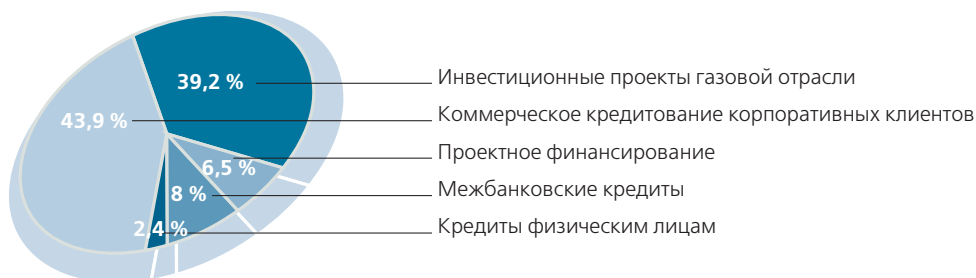 39,2 % Инвестиционные проекты газовой отрасли
43,9 % Коммерческое кредитование корпоративных клиентов
6,5 % Проектное финансирование
8 % Межбанковские кредиты
2,4 % Кредиты физическим лицам